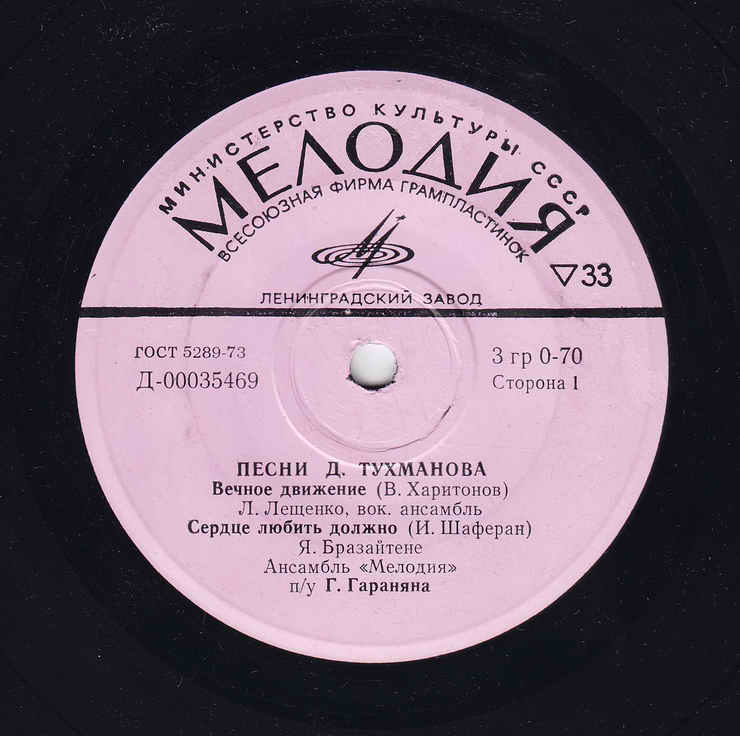 МИНИСТЕРСТВО КУЛЬТУРЫ СССР
МЕЛОДИЯ
ВСЕСОЮЗНАЯ ФИРМА ГРАМПЛАСТИНОК
▽33
ЛЕНИНГРАДСКИЙ ЗАВОД
ГОСТ 5289-73
3 гр 0-70
Д-00035469
Сторона 1
ПЕСНИ Д. ТУХМАНОВА
Вечное движение (В. Харитонов)
Л. Лещенко, вок. ансамбль
Сердце любить должно (И. Шаферан)
Я. Бразайтене
Ансамбль «Мелодия»
п/у Г. Гараняна